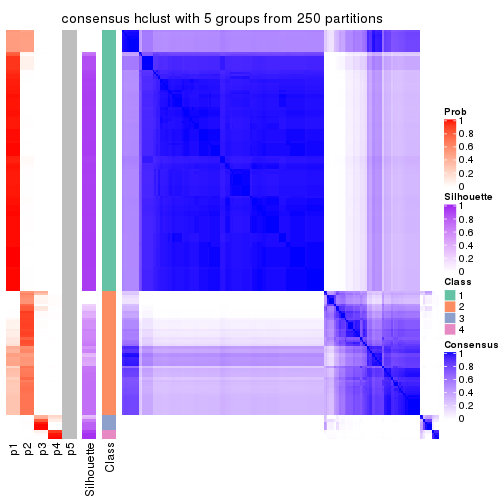 consensus hclust with 5 groups from 250 partitions
Prob
1
0.8
0.6
0.4
0.2
0
Silhouette
1
0.8
0.6
0.4
0.2
0
Class
1
2
3
4
Consensus
1
0.8
0.6
0.4
0.2
0
p1
p2
p3
p4
p5
Silhouette
Class